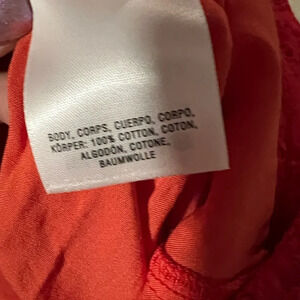 BODY, CORPS, CUERPO, CORPO,
KÖRPER: 100% COTTON, COTON,
ALGODÓN, COTONE,
BAUMWOLLE